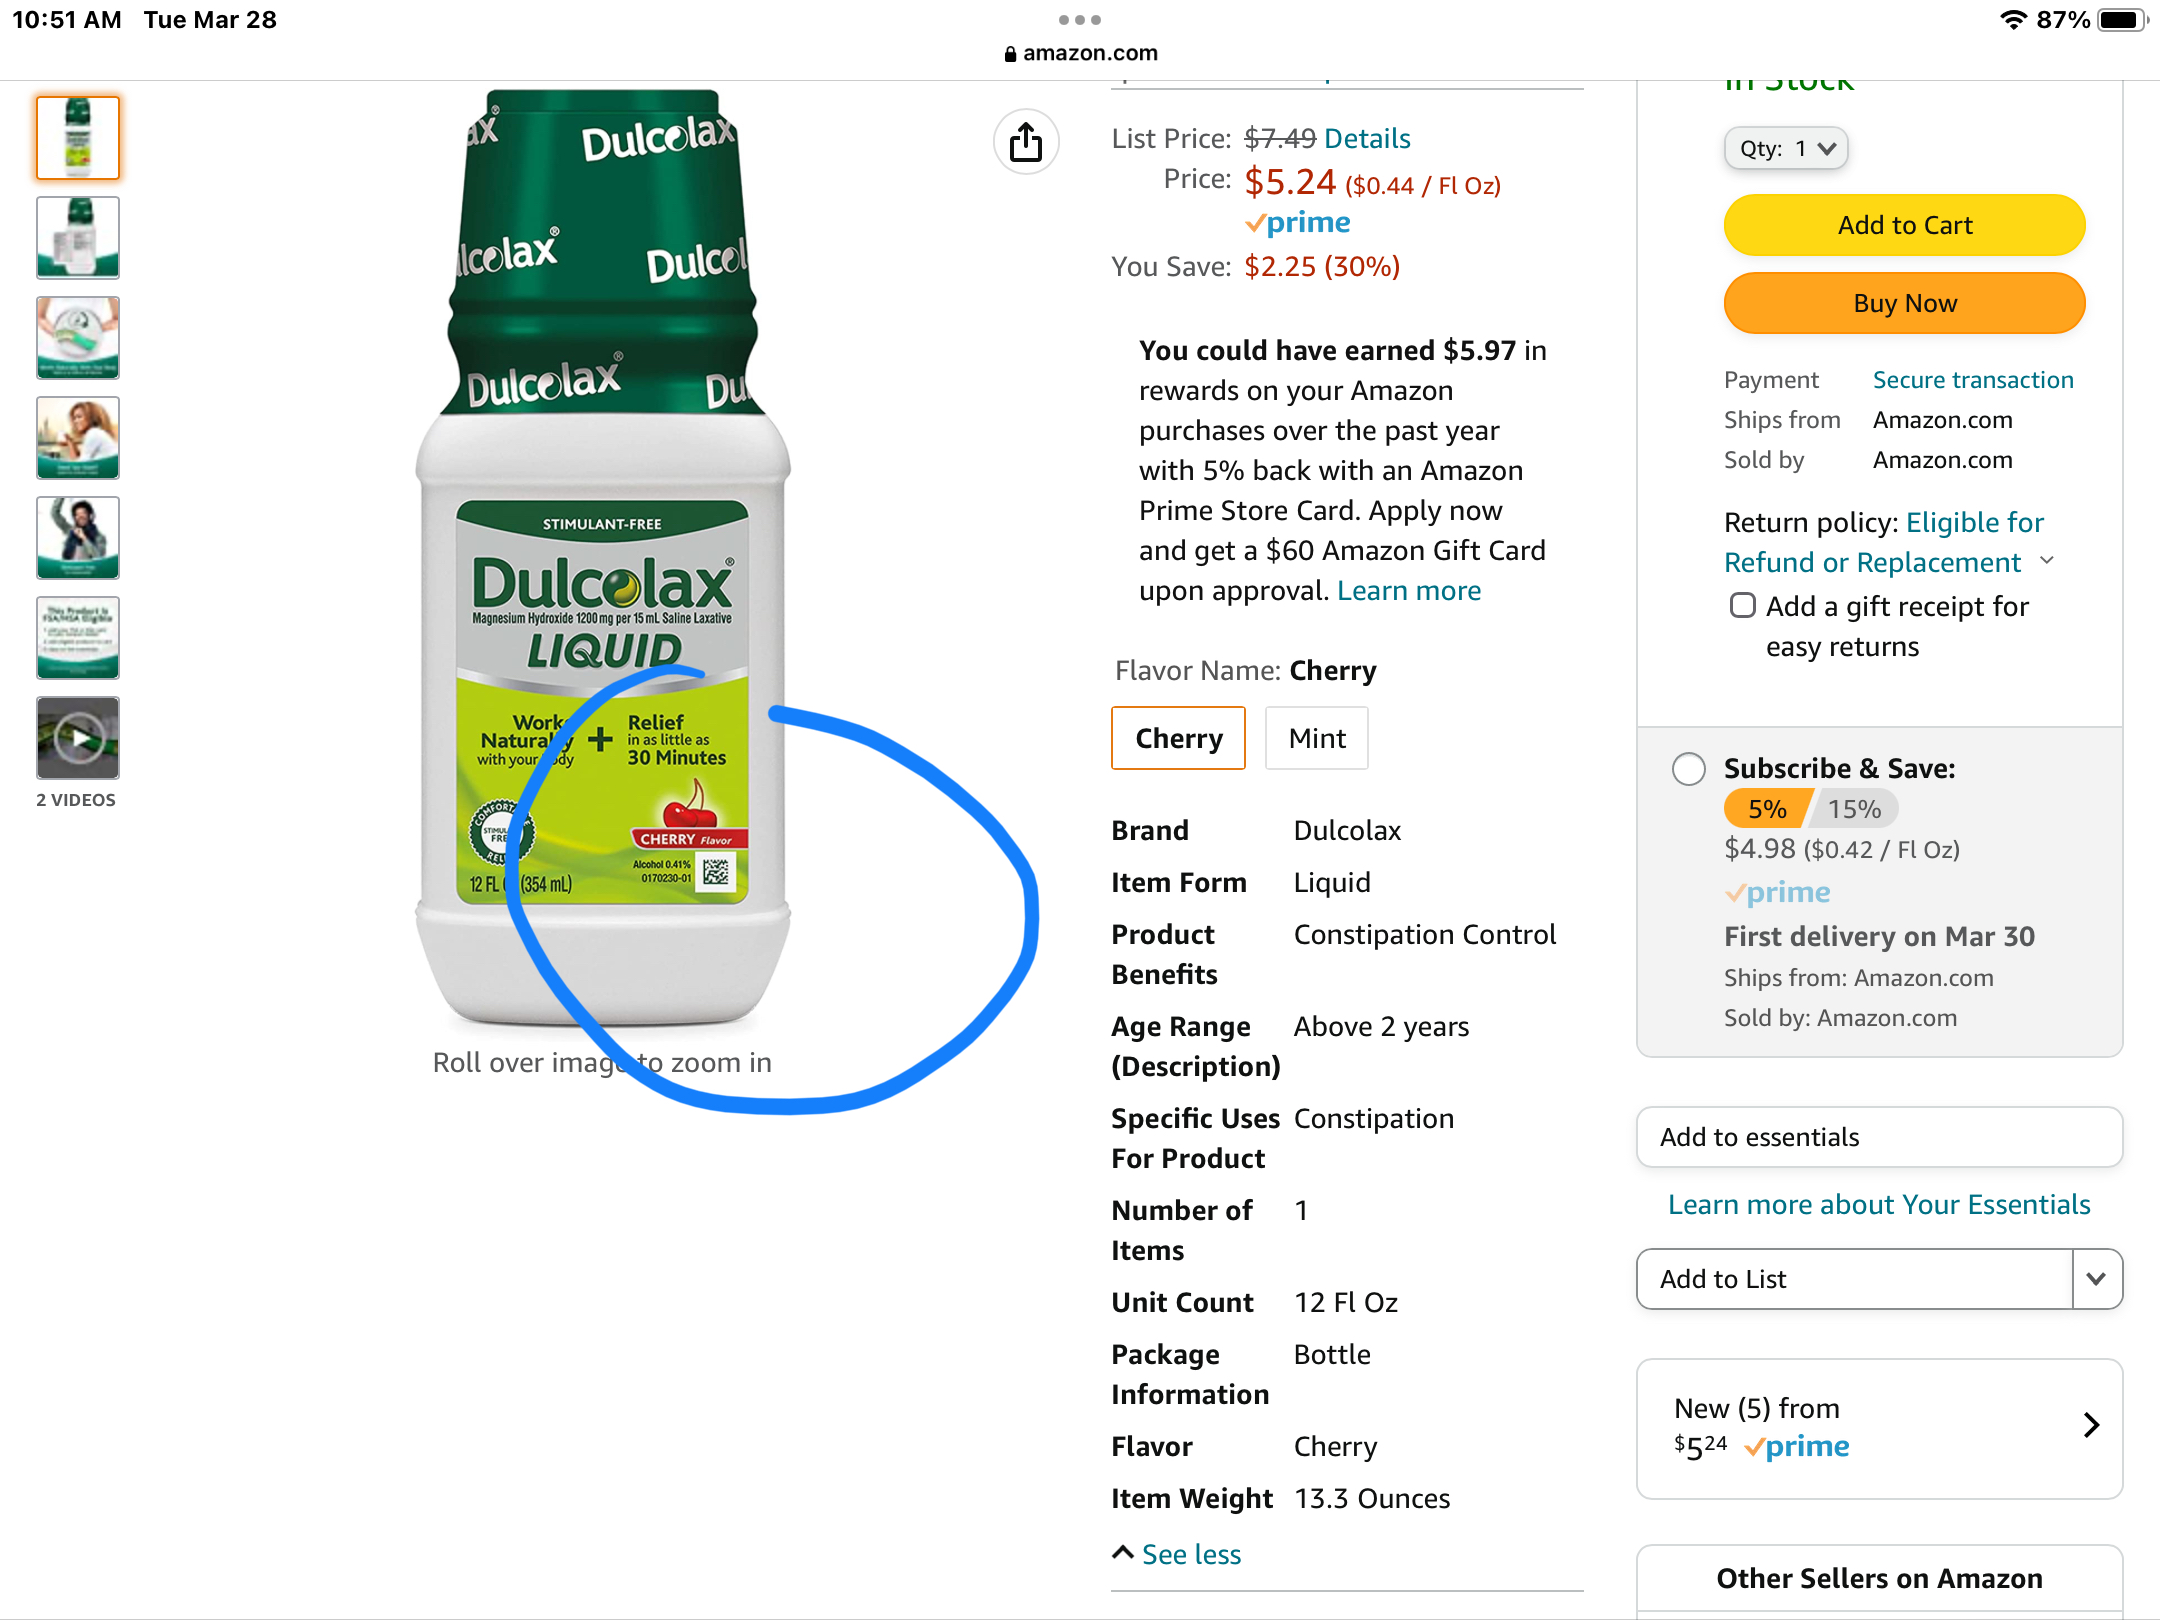 10:51 AM Tue Mar 28
87%
amazon.com
Dulcolax
Dulcolax®
STIMULANT-FREE
Dulcolax®
Magnesium Hydroxide 1200 mg per 15 mL Saline Laxative
LIQUID
Works Naturally with your body
+
Relief
in as little as
30 Minutes
CHERRY Flavor
Alcohol 0.41%
0170230-01
12 FL (354 mL)
Roll over image to zoom in
2 VIDEOS
List Price: $7.49 Details
Price: $5.24 ($0.44 / Fl Oz)
prime
You Save: $2.25 (30%)
You could have earned $5.97 in
rewards on your Amazon
purchases over the past year
with 5% back with an Amazon
Prime Store Card. Apply now
and get a $60 Amazon Gift Card
upon approval. Learn more
Flavor Name: Cherry
Cherry Mint
Brand Dulcolax
Item Form Liquid
Product Constipation Control
Benefits
Age Range Above 2 years
(Description)
Specific Uses Constipation
For Product
Number of 1
Items
Unit Count 12 Fl Oz
Package Bottle
Information
Flavor Cherry
Item Weight 13.3 Ounces
See less
In Stock
Qty: 1
Add to Cart
Buy Now
Payment Secure transaction
Ships from Amazon.com
Sold by Amazon.com
Return policy: Eligible for
Refund or Replacement
Add a gift receipt for
easy returns
Subscribe & Save:
5% 15%
$4.98 ($0.42 / Fl Oz)
prime
First delivery on Mar 30
Ships from: Amazon.com
Sold by: Amazon.com
Add to essentials
Learn more about Your Essentials
Add to List
New (5) from
$524 prime
Other Sellers on Amazon